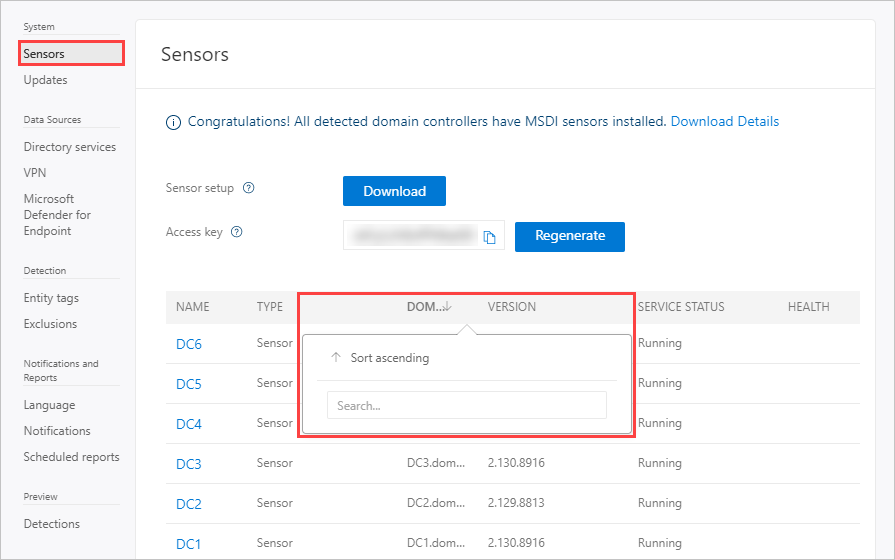 System
Sensors
Updates
Data Sources
Directory services
VPN
Microsoft
Defender for
Endpoint
Detection
Entity tags
Exclusions
Notifications and
Reports
Language
Notifications
Scheduled reports
Preview
Detections
Sensors
Congratulations! All detected domain controllers have MSDI sensors installed. Download Details
Sensor setup Download
Access key Regenerate
NAME TYPE DOM... VERSION SERVICE STATUS HEALTH
DC6 Sensor Running
Sort ascending
DC5 Sensor Running
Search...
DC4 Sensor Running
DC3 Sensor DC3.dom... 2.130.8916 Running
DC2 Sensor DC2.dom... 2.129.8813 Running
DC1 Sensor DC1.dom... 2.130.8916 Running